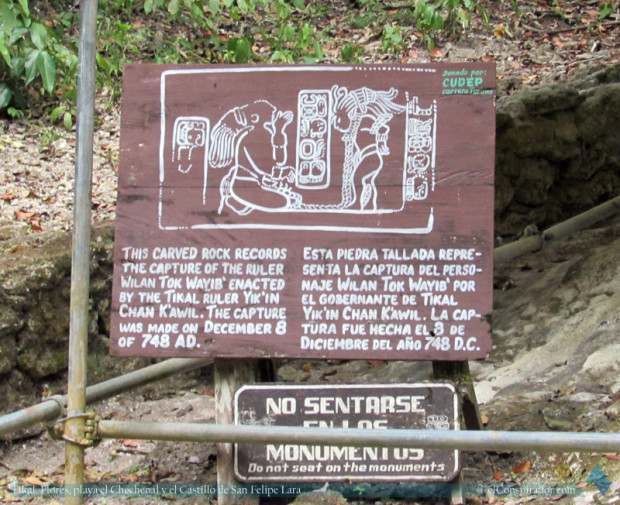 Donado por:
CUDEP
THIS CARVED ROCK RECORDS
THE CAPTURE OF THE RULER
WILAN TOK WAYIB' ENACTED
BY THE TIKAL RULER YIK'IN
CHAN K'AWIL. THE CAPTURE
WAS MADE ON DECEMBER 8
OF 748 AD.
ESTA PIEDRA TALLADA REPRE-
SENTA LA CAPTURA DEL PERSO-
NAJE WILAN TOK WAYIB' POR
EL GOBERNANTE DE TIKAL
YIK'IN CHAN K'AWIL. LA CAP-
TURA FUE HECHA EL 8 DE
DICIEMBRE DEL AÑO 748 D.C.
NO SENTARSE
EN LOS
MONUMENTOS
Do not seat on the monuments
Tikal, Flores, playa el Chechenal y el Castillo de San Felipe Lara
elConspirador.com